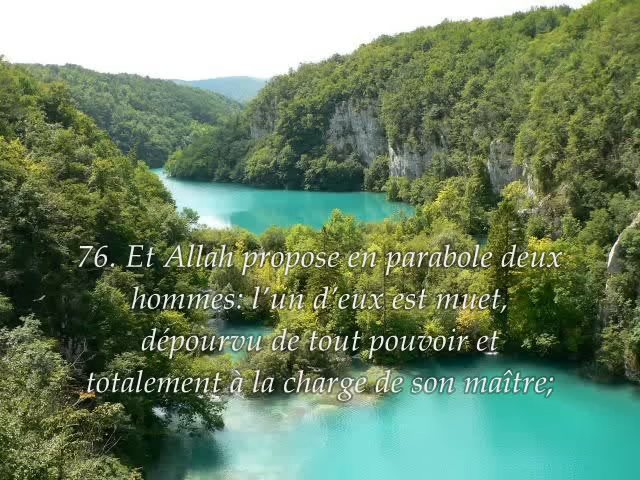 76. Et Allah propose en parabole deux
hommes: l’un d’eux est muet,
dépourvu de tout pouvoir et
totalement à la charge de son maître;